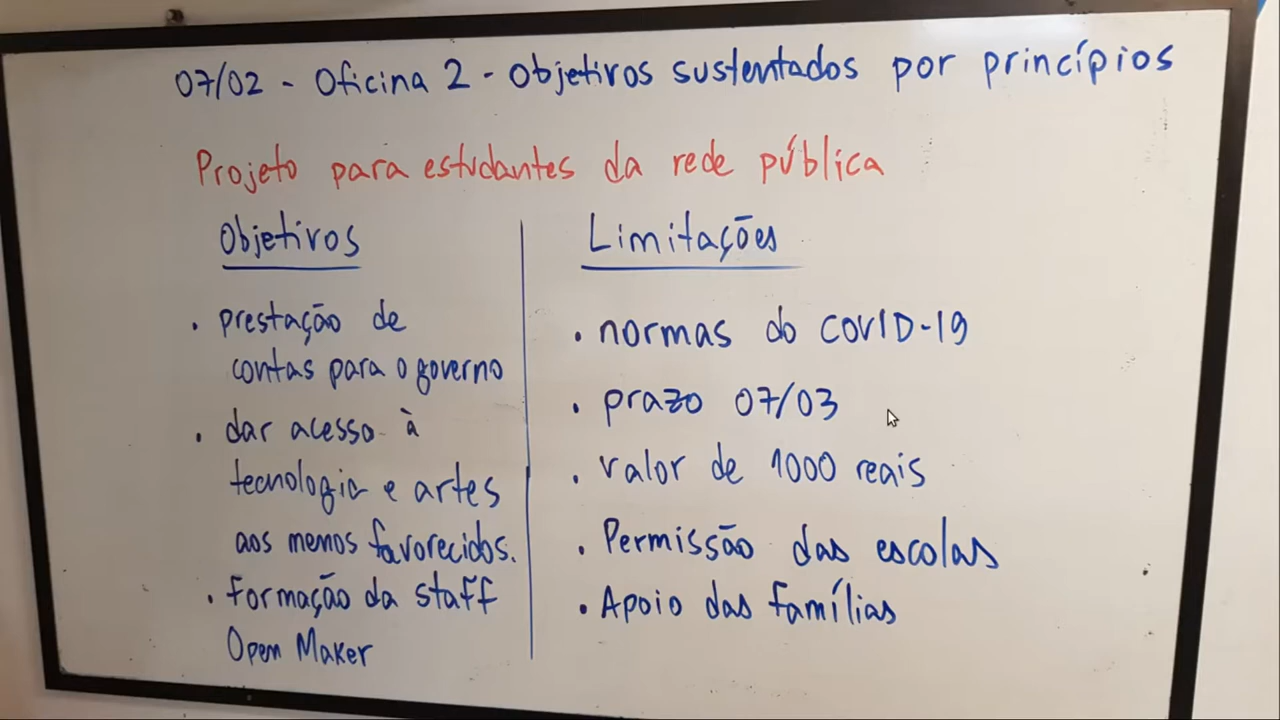 07/02 - Oficina 2 - Objetivos sustentados por princípios
Projeto para estudantes da rede pública
Objetivos
• prestação de
contas para o governo
• dar acesso à
tecnologia e artes
aos menos favorecidos.
• Formação da staff
Open Maker
Limitações
• normas do COVID-19
• prazo 07/03
• valor de 1000 reais
• Permissão das escolas
• Apoio das famílias